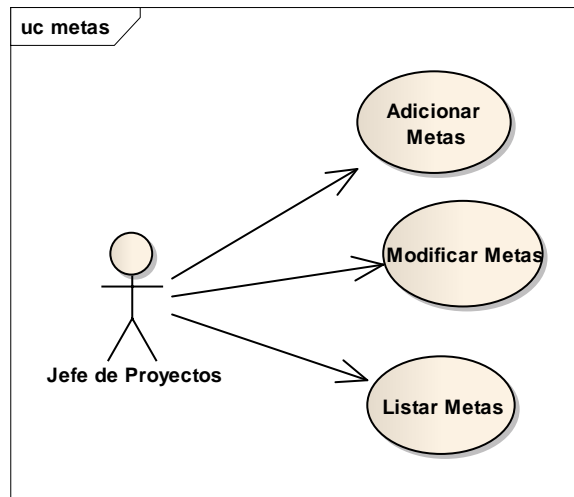 uc metas
Adicionar
Metas
Modificar Metas
Jefe de Proyectos
Listar Metas